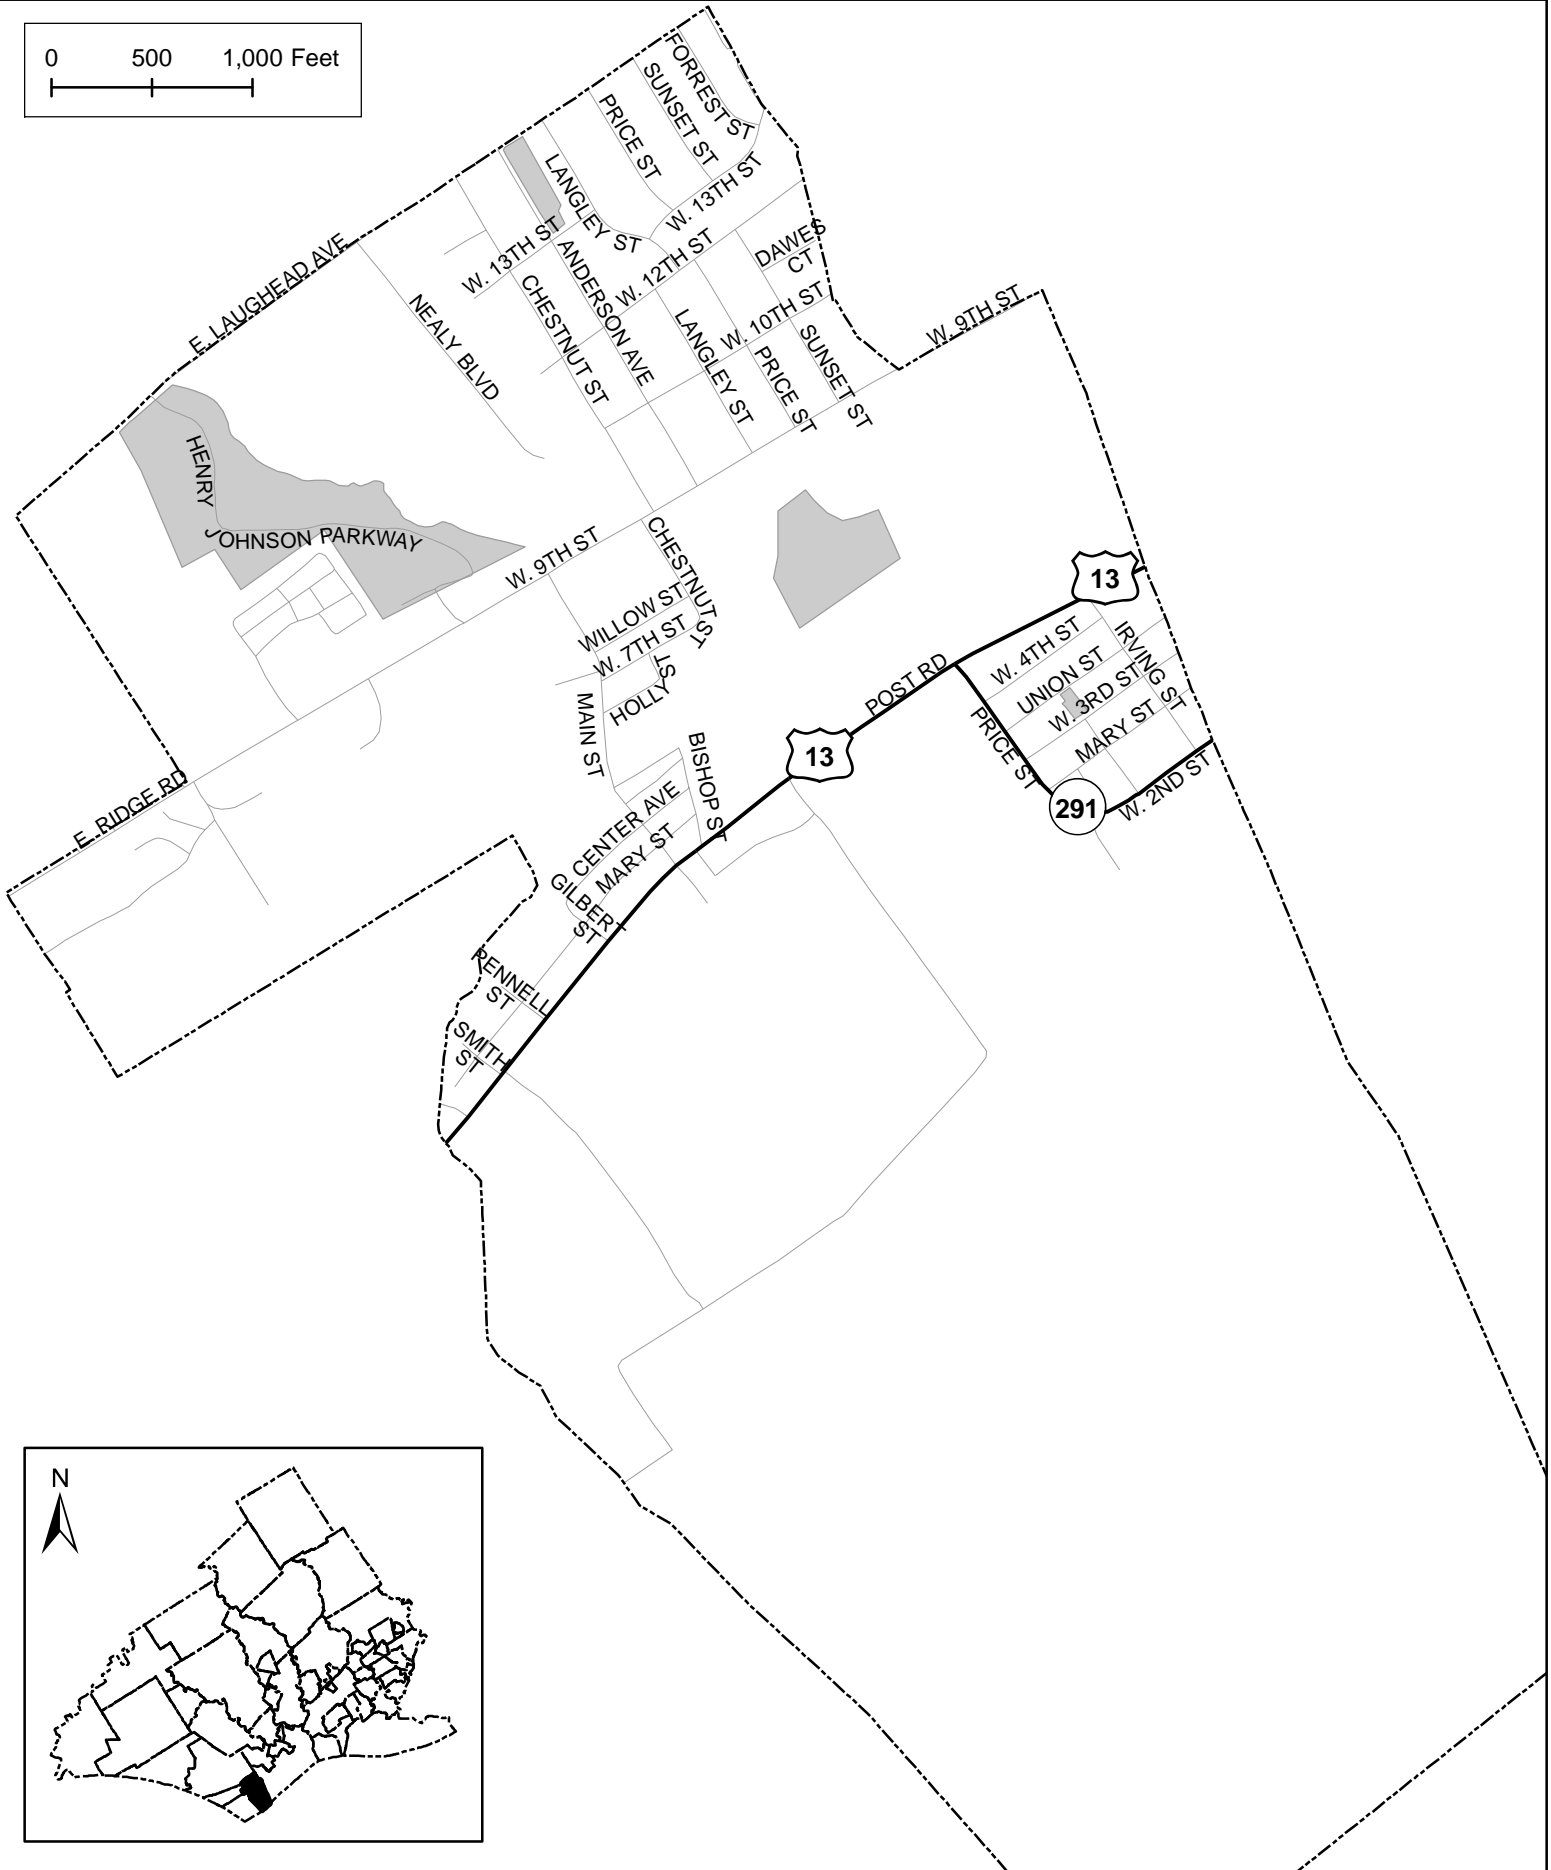 0 500 1,000 Feet
FORREST ST
SUNSET ST
PRICE ST
LANGLEY ST
W. 13TH ST
W. 13TH ST
ANDERSON AVE
W. 12TH ST
DAWES
CT
E. LAUGHEAD AVE
NEALY BLVD
CHESTNUT ST
LANGLEY ST
W. 10TH ST
PRICE ST
SUNSET ST
W. 9TH ST
HENRY
JOHNSON PARKWAY
W. 9TH ST
CHESTNUT ST
WILLOW ST
W. 7TH ST
HOLLY ST
MAIN ST
BISHOP ST
13
W. 4TH ST
IRVING ST
UNION ST
W. 3RD ST
MARY ST
POST RD
PRICE ST
13
291
W. 2ND ST
E. RIDGE RD
CENTER AVE
MARY ST
GILBERT
ST
PENNELL
ST
SMITH
ST
N